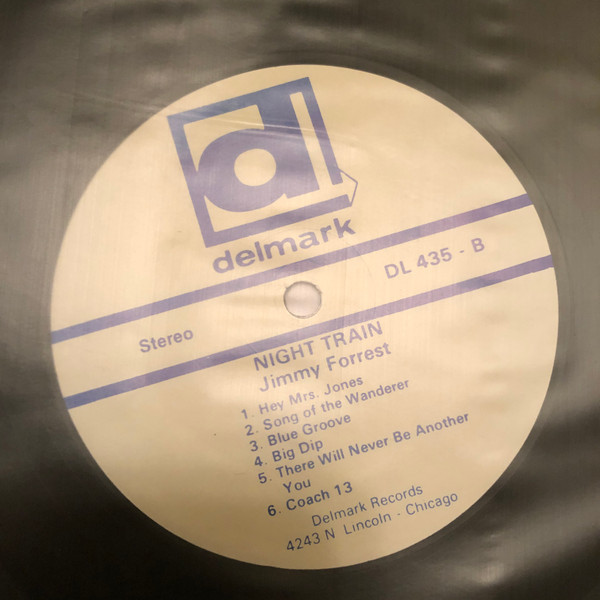 dl
delmark
DL 435 - B
Stereo
NIGHT TRAIN
Jimmy Forrest
1. Hey Mrs. Jones
2. Song of the Wanderer
3. Blue Groove
4. Big Dip
5. There Will Never Be Another
You
6. Coach 13
Delmark Records
4243 N Lincoln - Chicago